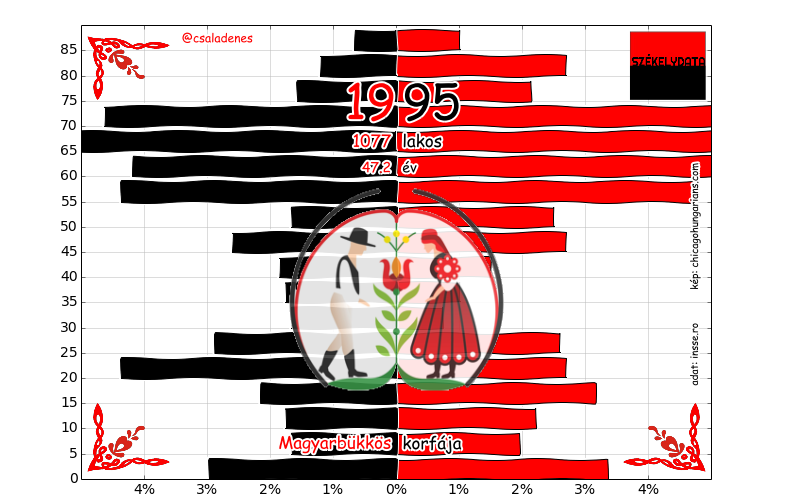 @csaladenes
SZÉKELYDATA
1995
1077 lakos
47.2 év
kép: chicagohungarians.com
adat: insse.ro
Magyarbükkös korfája
85
80
75
70
65
60
55
50
45
40
35
30
25
20
15
10
5
0
4% 3% 2% 1% 0% 1% 2% 3% 4%